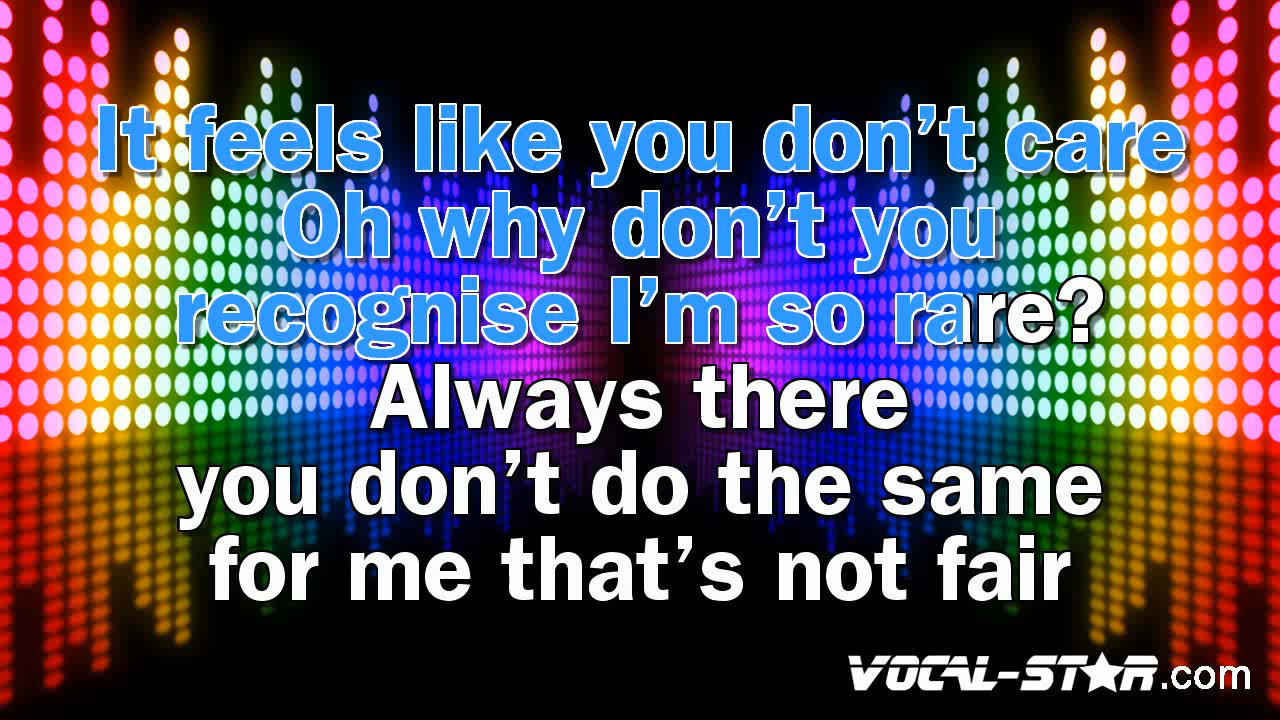 It feels like you don't care
Oh why don't you
recognise I'm so rare?
Always there
you don't do the same
for me that's not fair
VOCAL-STAR.com